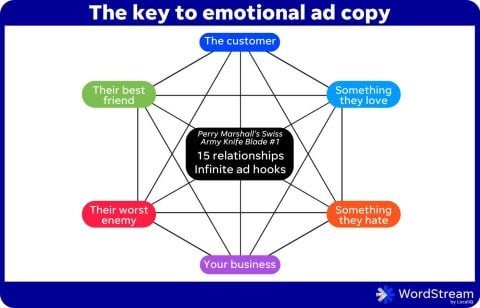 The key to emotional ad copy
The customer
Their best
friend
Something
they love
Perry Marshall's Swiss
Army Knife Blade #1
15 relationships
Infinite ad hooks
Their worst
enemy
Something
they hate
Your business
WordStream
by LocaliQ